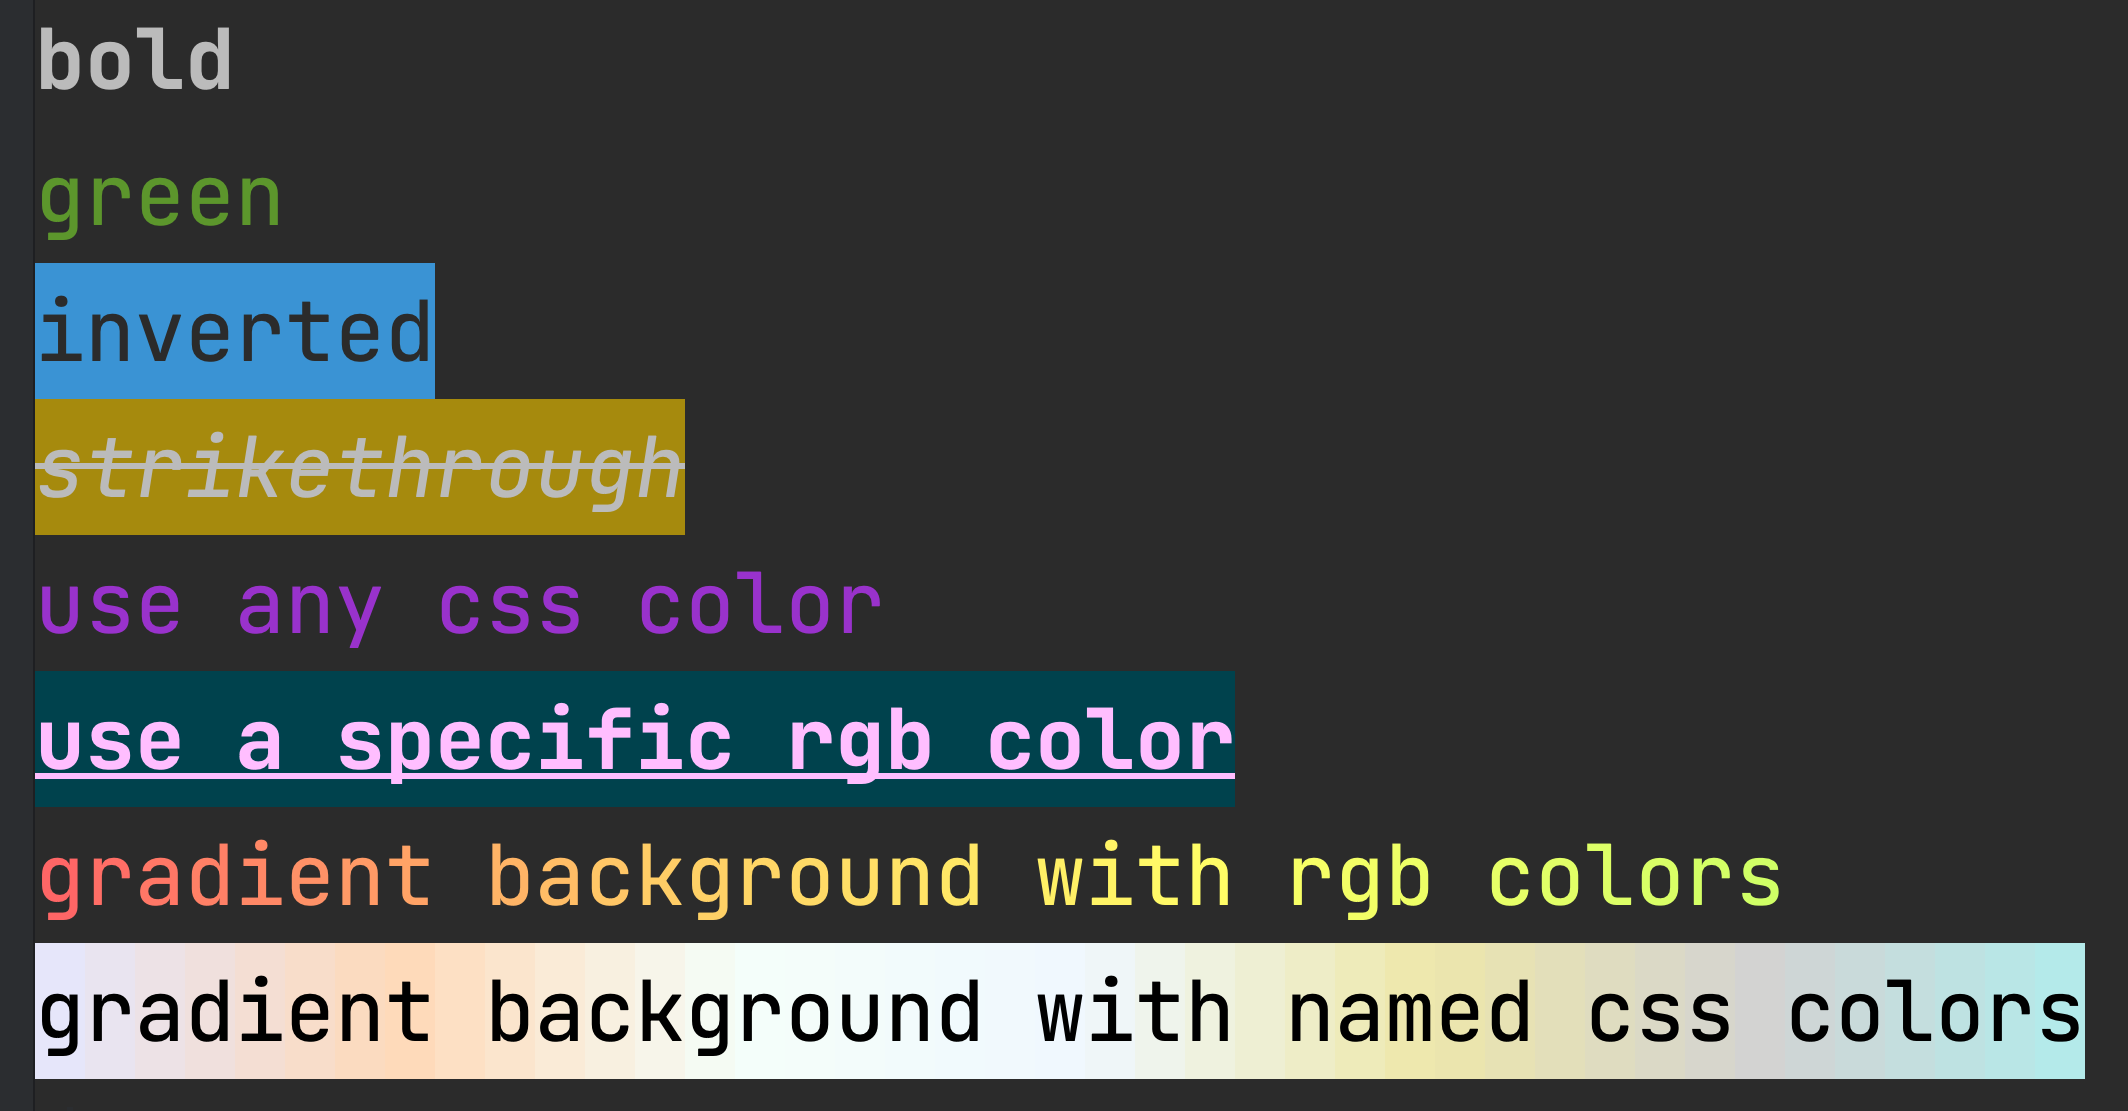 bold
green
inverted
strikethrough
use any css color
use a specific rgb color
gradient background with rgb colors
gradient background with named css colors